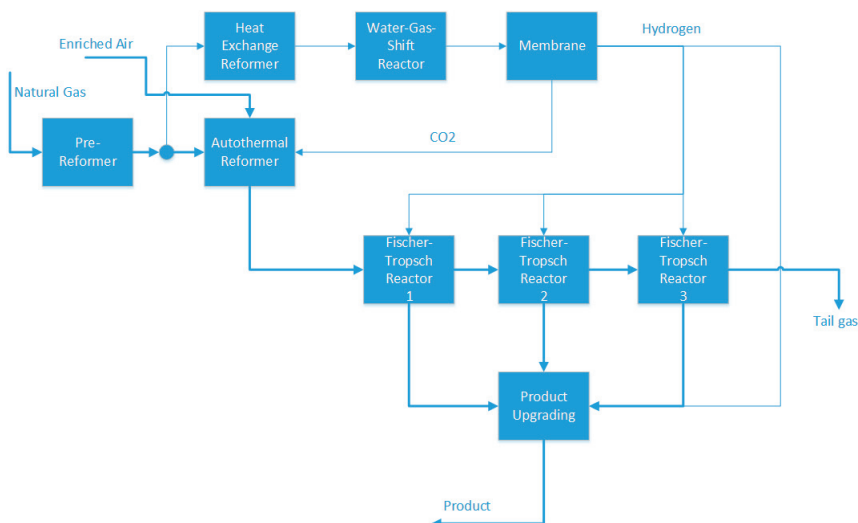 Enriched Air
Natural Gas
Heat
Exchange
Reformer
Water-Gas-
Shift
Reactor
Membrane
Hydrogen
Pre-
Reformer
Autothermal
Reformer
CO2
Fischer-
Tropsch
Reactor
1
Fischer-
Tropsch
Reactor
2
Fischer-
Tropsch
Reactor
3
Tail gas
Product
Upgrading
Product